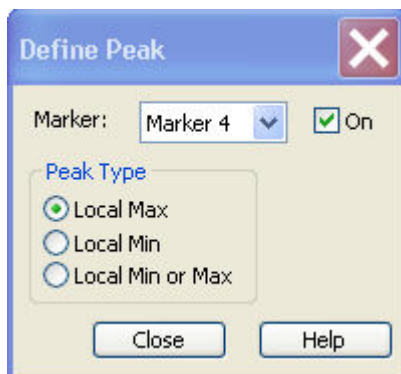 Define Peak
Marker: Marker 4 On
Peak Type
Local Max
Local Min
Local Min or Max
Close Help